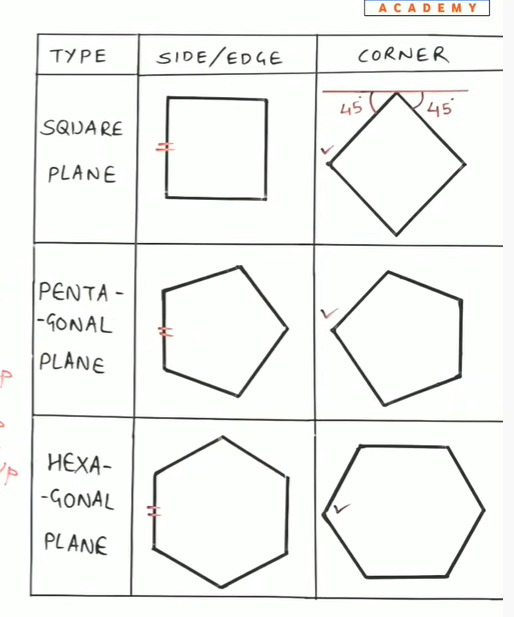 ACADEMY
TYPE
SIDE/EDGE
CORNER
SQUARE
PLANE
45°
45°
PENTA-
-GONAL
PLANE
HEXA-
-GONAL
PLANE